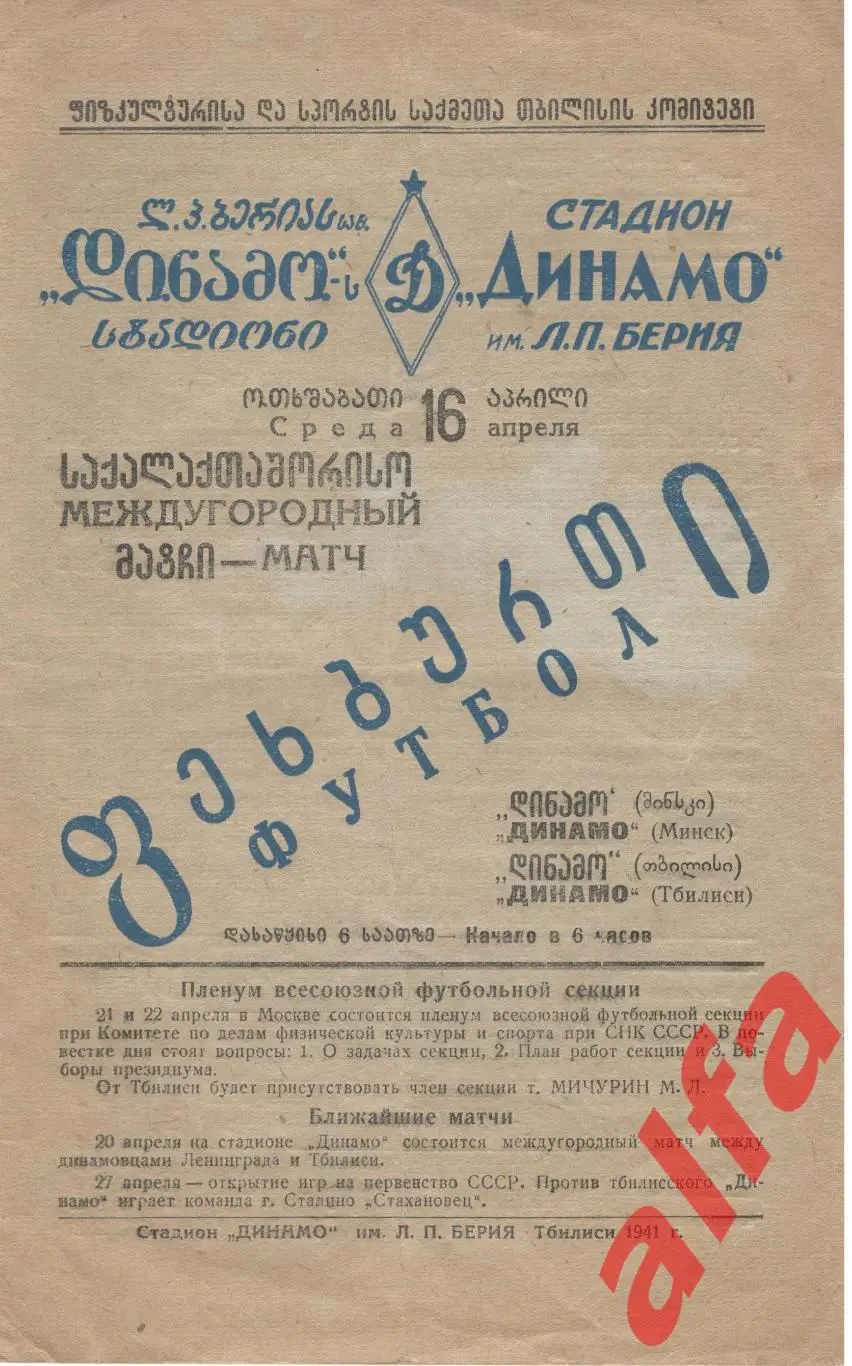 ფიზკულტურისა და სპორტის საქმეთა თბილისის კომიტეტი
ლ.პ. ბერიას სახ.
„დინამო“-ს
სტადიონი
Д
СТАДИОН
„ДИНАМО“
ИМ. Л.П. БЕРИЯ
ოთხშაბათი 16 აპრილი
Среда апреля
საქალაქთაშორისო
МЕЖДУГОРОДНЫЙ
მატჩი — МАТЧ
ფეხბურთი
ФУТБОЛ
„დინამო“ (მინსკი)
„ДИНАМО“ (Минск)
„დინამო“ (თბილისი)
„ДИНАМО“ (Тбилиси)
დასაწყისი 6 საათზე — Начало в 6 часов
Пленум всесоюзной футбольной секции
21 и 22 апреля в Москве состоится пленум всесоюзной футбольной секции
при Комитете по делам физической культуры и спорта при СНК СССР. В по-
вестке дня стоят вопросы: 1. О задачах секции, 2. План работ секции и 3. Вы-
боры президиума.
От Тбилиси будет присутствовать член секции т. МИЧУРИН М. Л.
Ближайшие матчи
20 апреля на стадионе „Динамо“ состоится междугородный матч между
динамовцами Ленинграда и Тбилиси.
27 апреля — открытие игр на первенство СССР. Против тбилисского „Ди-
намо“ играет команда г. Сталино „Стахановец“.
Стадион „ДИНАМО“ им. Л. П. БЕРИЯ Тбилиси 1941 г.
alfa